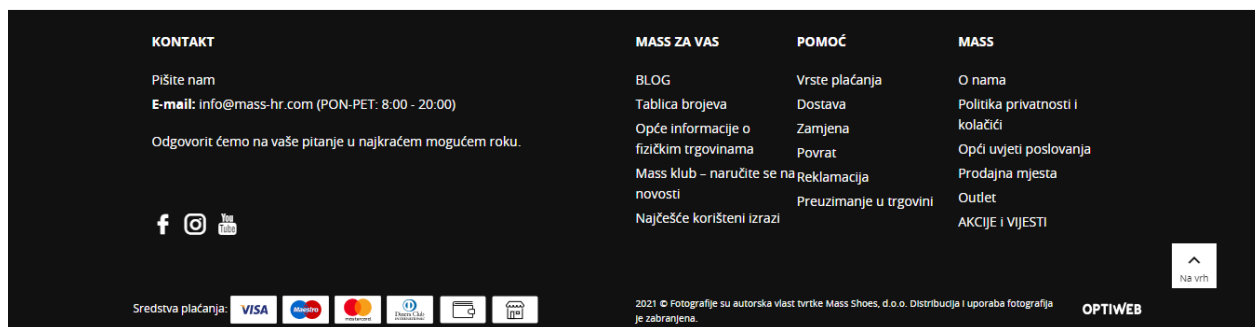 KONTAKT
Pišite nam
E-mail: info@mass-hr.com (PON-PET: 8:00 - 20:00)
Odgovorit ćemo na vaše pitanje u najkraćem mogućem roku.
MASS ZA VAS
BLOG
Tablica brojeva
Opće informacije o
fizičkim trgovinama
Mass klub – naručite se na
novosti
Najčešće korišteni izrazi
POMOĆ
Vrste plaćanja
Dostava
Zamjena
Povrat
Reklamacija
Preuzimanje u trgovini
MASS
O nama
Politika privatnosti i
kolačići
Opći uvjeti poslovanja
Prodajna mjesta
Outlet
AKCIJE i VIJESTI
You
Tube
Na vrh
Sredstva plaćanja:
VISA
Maestro
mastercard
Diners Club
INTERNATIONAL
2021 © Fotografije su autorska vlast tvrtke Mass Shoes, d.o.o. Distribucija i uporaba fotografija
je zabranjena.
OPTIWEB